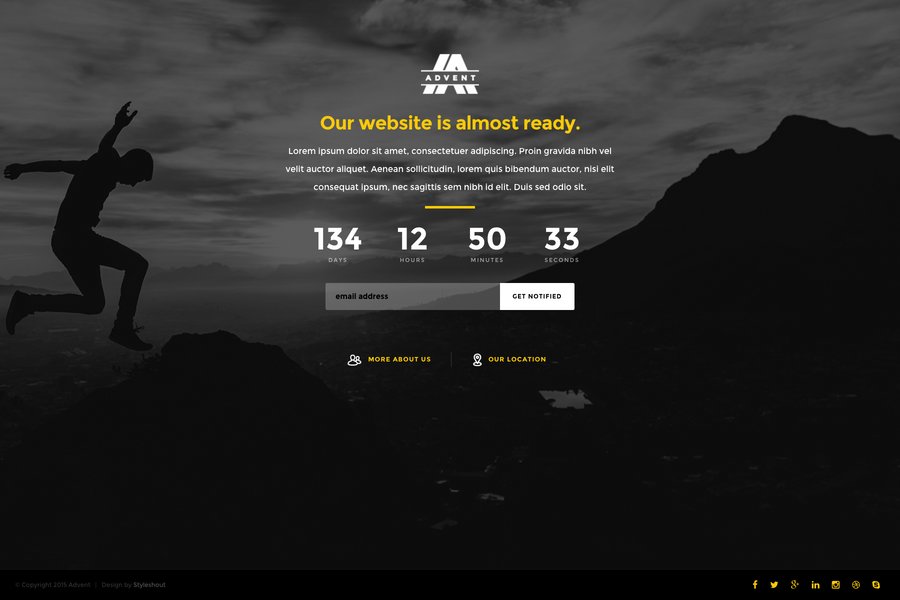 ADVENT
Our website is almost ready.
Lorem ipsum dolor sit amet, consectetuer adipiscing. Proin gravida nibh vel
velit auctor aliquet. Aenean sollicitudin, lorem quis bibendum auctor, nisi elit
consequat ipsum, nec sagittis sem nibh id elit. Duis sed odio sit.
134 12 50 33
DAYS HOURS MINUTES SECONDS
email address GET NOTIFIED
MORE ABOUT US OUR LOCATION
© Copyright 2015 Advent | Design by Styleshout